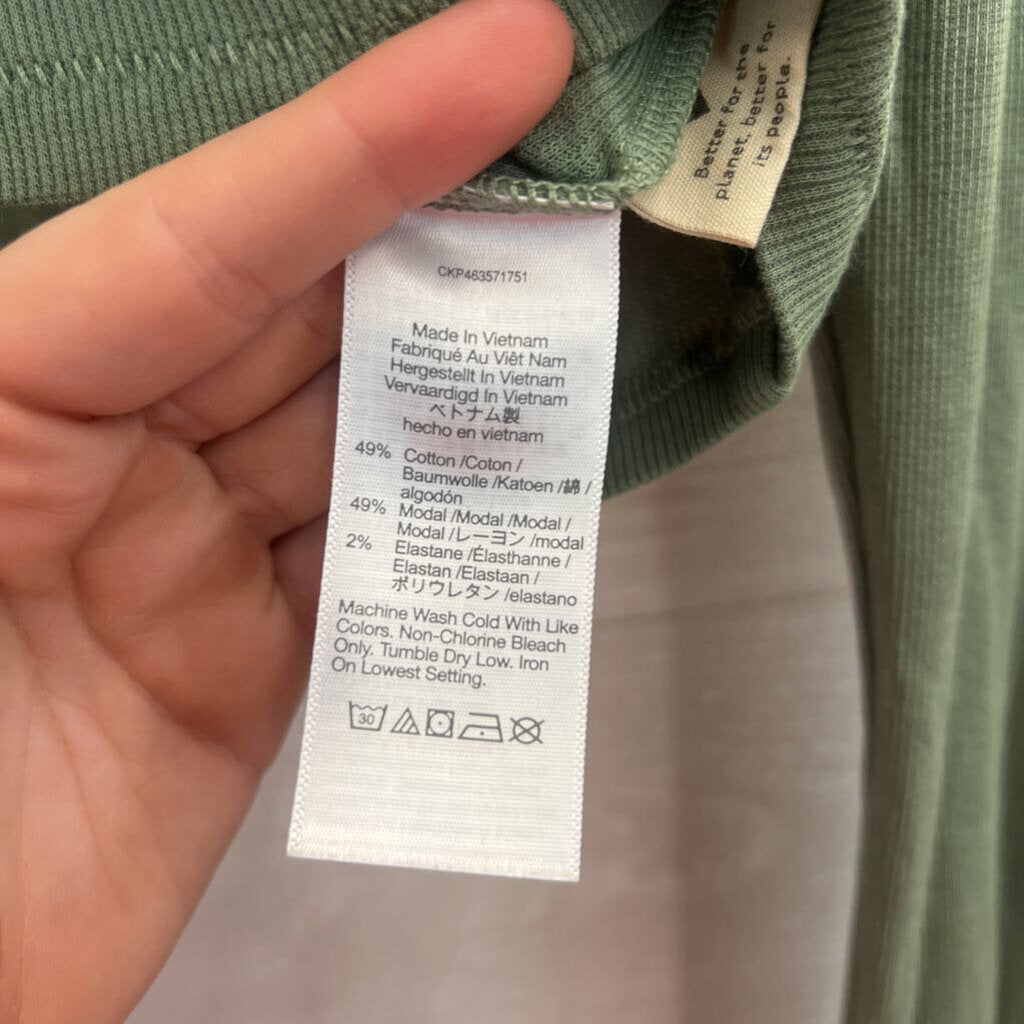 Better for the
planet, better for
its people.
CKP463571751
Made In Vietnam
Fabriqué Au Viêt Nam
Hergestellt In Vietnam
Vervaardigd In Vietnam
ベトナム製
hecho en vietnam
49% Cotton /Coton /
Baumwolle /Katoen /綿 /
algodón
49% Modal /Modal /Modal /
Modal /レーヨン /modal
2% Elastane /Élasthanne /
Elastan /Elastaan /
ポリウレタン /elastano
Machine Wash Cold With Like
Colors. Non-Chlorine Bleach
Only. Tumble Dry Low. Iron
On Lowest Setting.
30